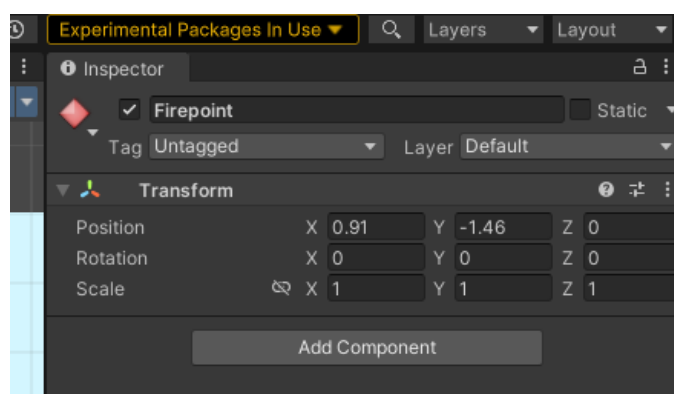 Experimental Packages In Use Layers Layout
Inspector
Firepoint Static
Tag Untagged Layer Default
Transform
Position X 0.91 Y -1.46 Z 0
Rotation X 0 Y 0 Z 0
Scale X 1 Y 1 Z 1
Add Component